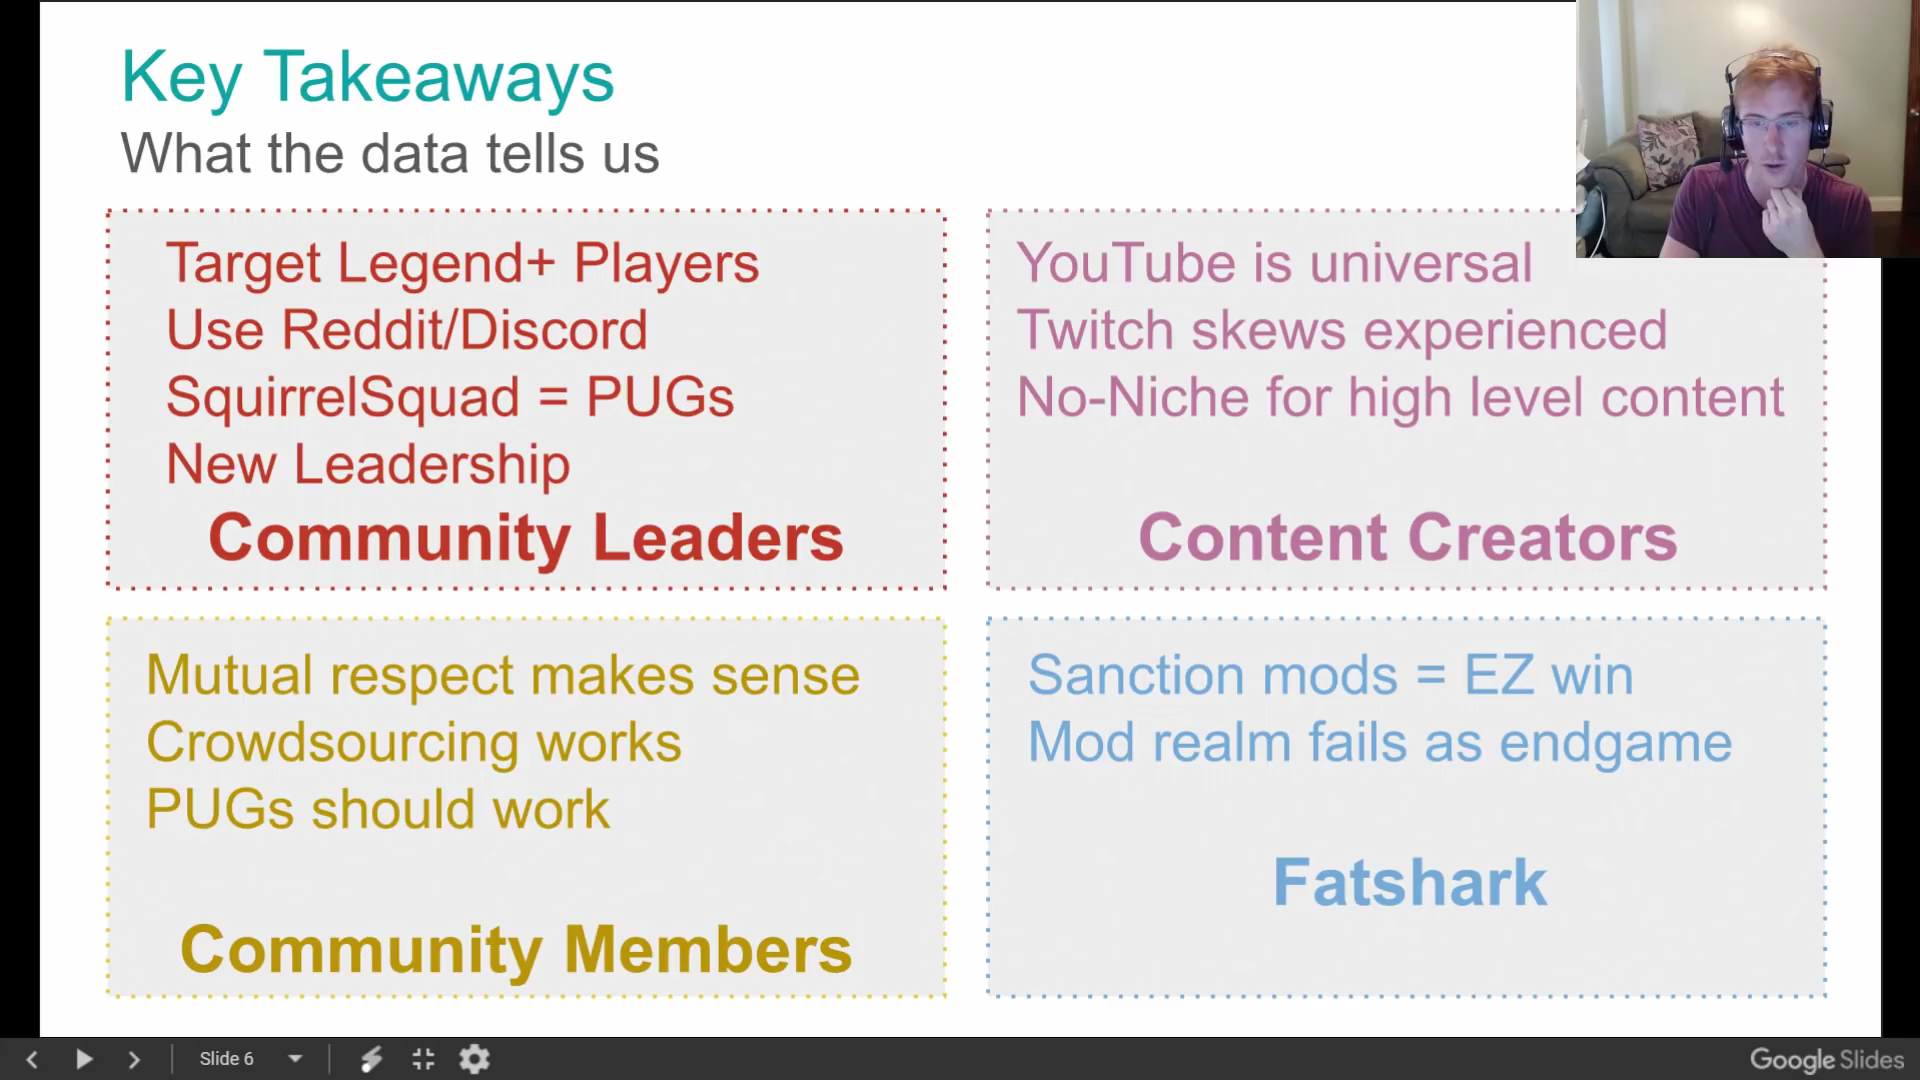 Key Takeaways
What the data tells us
Target Legend+ Players
Use Reddit/Discord
SquirrelSquad = PUGs
New Leadership
Community Leaders
YouTube is universal
Twitch skews experienced
No-Niche for high level content
Content Creators
Mutual respect makes sense
Crowdsourcing works
PUGs should work
Community Members
Sanction mods = EZ win
Mod realm fails as endgame
Fatshark
Slide 6
Google Slides